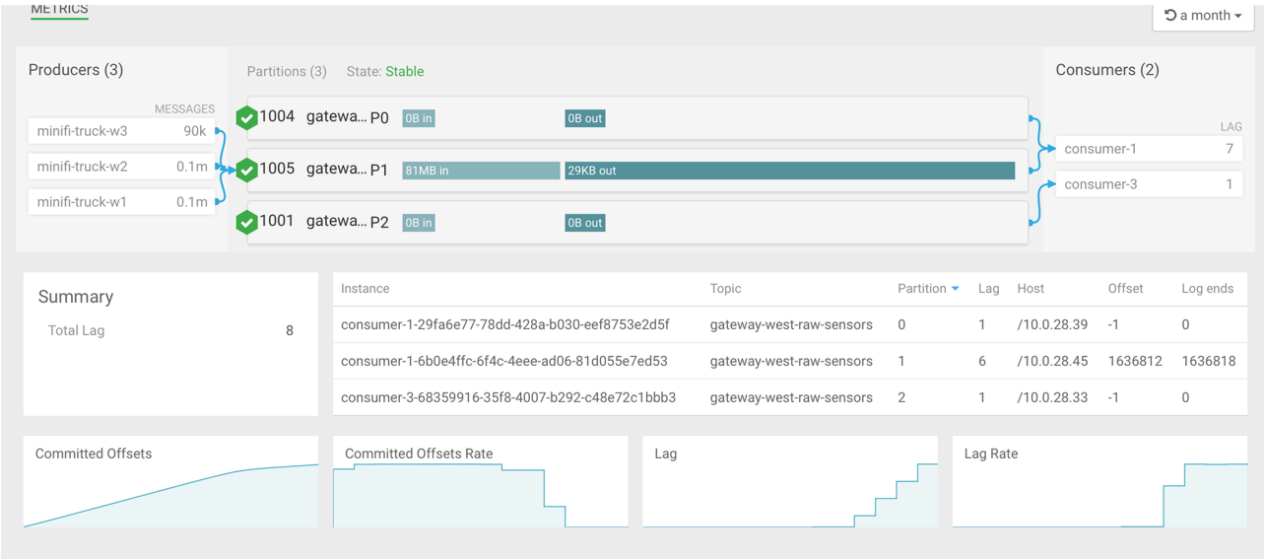 METRICS
a month
Producers (3)
Partitions (3) State: Stable
Consumers (2)
MESSAGES
LAG
minifi-truck-w3 90k
minifi-truck-w2 0.1m
minifi-truck-w1 0.1m
1004 gatewa... P0 0B in 0B out
1005 gatewa... P1 81MB in 29KB out
1001 gatewa... P2 0B in 0B out
consumer-1 7
consumer-3 1
Summary
Total Lag 8
Instance Topic Partition Lag Host Offset Log ends
consumer-1-29fa6e77-78dd-428a-b030-eef8753e2d5f gateway-west-raw-sensors 0 1 /10.0.28.39 -1 0
consumer-1-6b0e4ffc-6f4c-4eee-ad06-81d055e7ed53 gateway-west-raw-sensors 1 6 /10.0.28.45 1636812 1636818
consumer-3-68359916-35f8-4007-b292-c48e72c1bbb3 gateway-west-raw-sensors 2 1 /10.0.28.33 -1 0
Committed Offsets
Committed Offsets Rate
Lag
Lag Rate